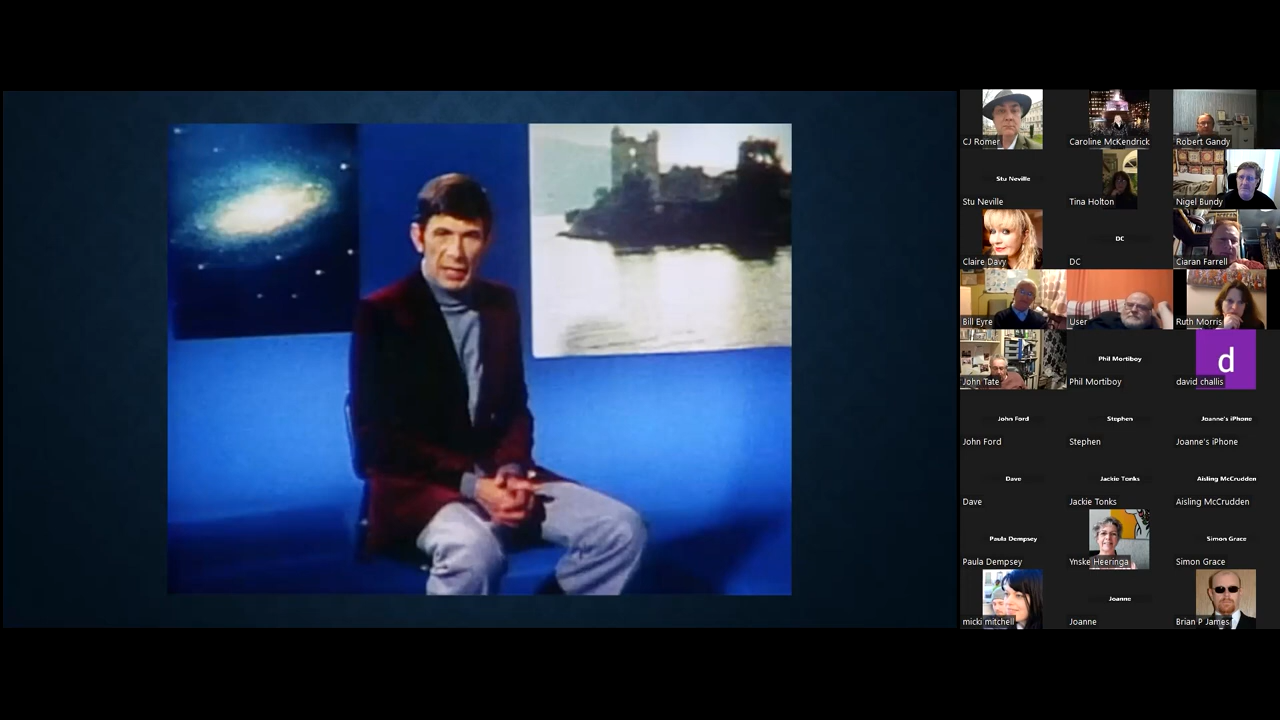 CJ Romer
Caroline McKendrick
Robert Gandy
Stu Neville
Stu Neville
Tina Holton
Nigel Bundy
DC
Claire Davy
DC
Ciaran Farrell
Bill Eyre
User
Ruth Morris
Phil Mortiboy
d
John Tate
Phil Mortiboy
david challis
John Ford
Stephen
Joanne's iPhone
John Ford
Stephen
Joanne's iPhone
Dave
Jackie Tonks
Aisling McCrudden
Dave
Jackie Tonks
Aisling McCrudden
Paula Dempsey
Simon Grace
Paula Dempsey
Ynske Heeringa
Simon Grace
Joanne
micki mitchell
Joanne
Brian P James